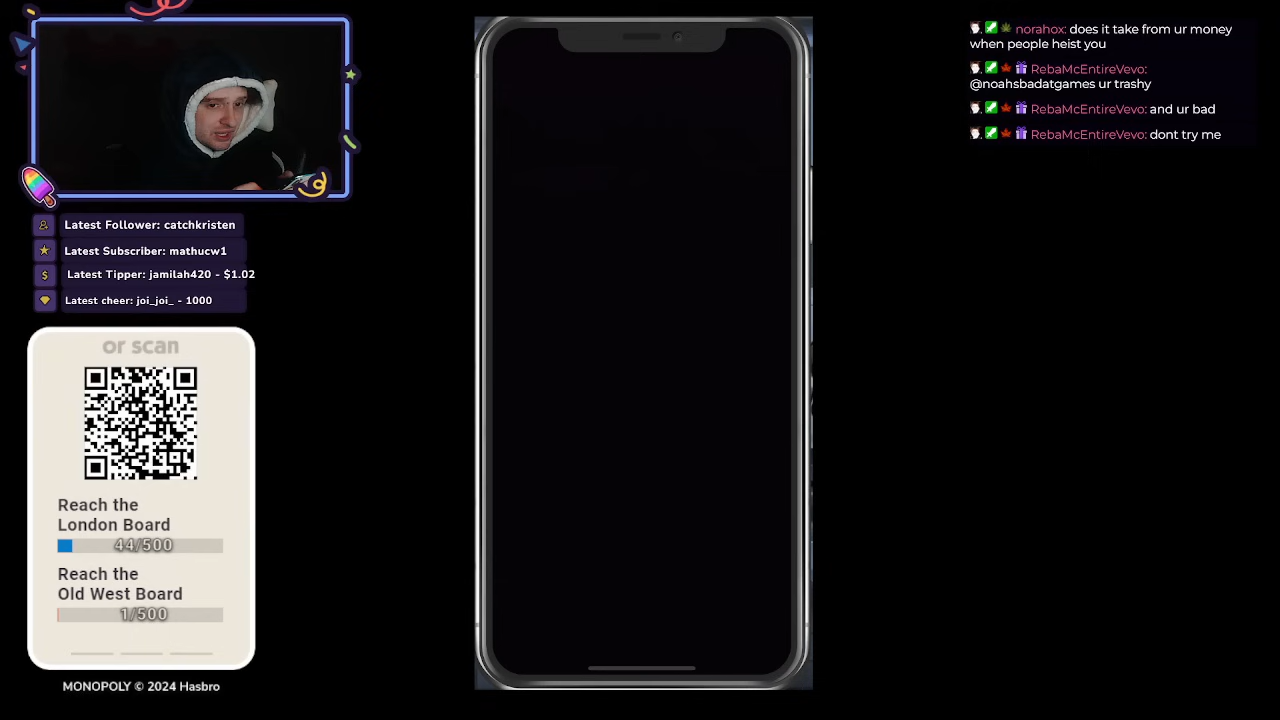 norahox: does it take from ur money
when people heist you
RebaMcEntireVevo:
@noahsbadatgames ur trashy
RebaMcEntireVevo: and ur bad
RebaMcEntireVevo: dont try me
Latest Follower: catchkristen
Latest Subscriber: mathucw1
$ Latest Tipper: jamilah420 - $1.02
Latest cheer: joi_joi_ - 1000
or scan
Reach the
London Board
44/500
Reach the
Old West Board
1/500
MONOPOLY © 2024 Hasbro